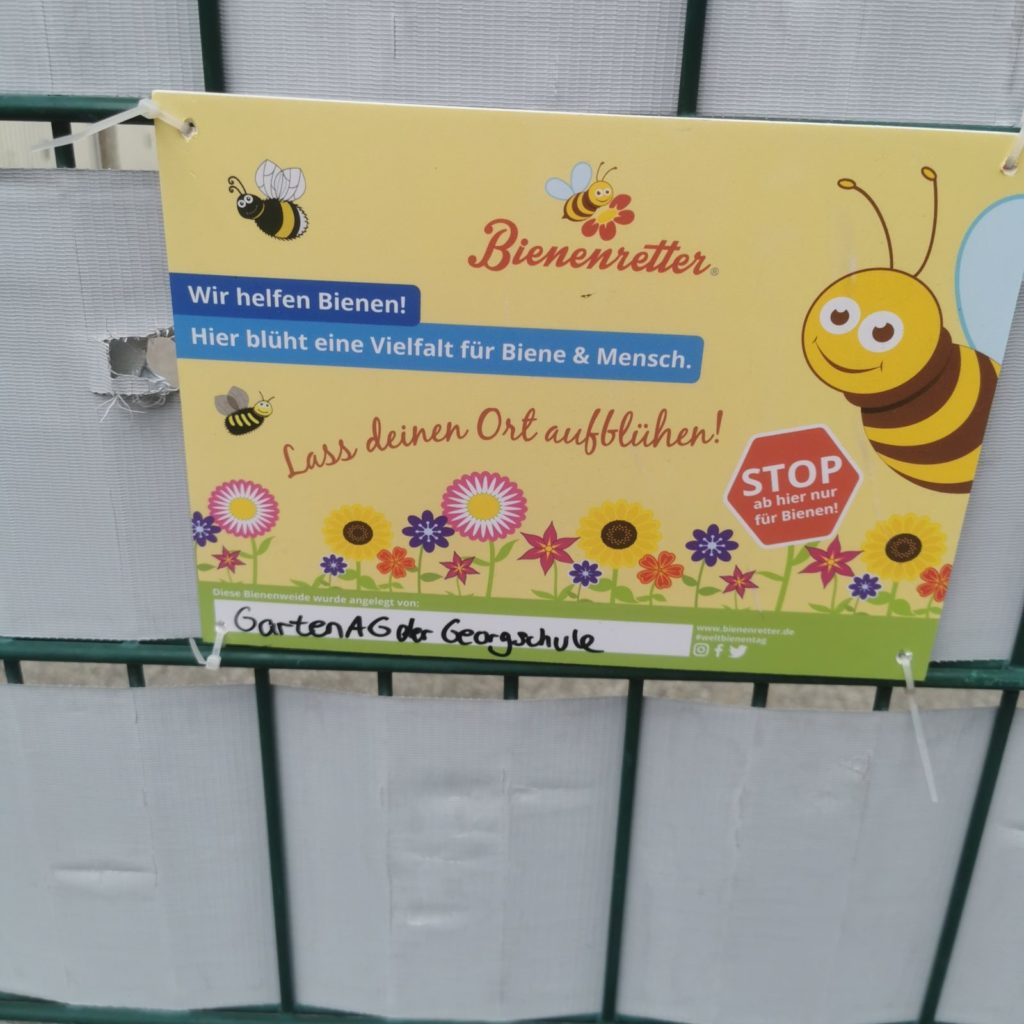 Bienenretter®
Wir helfen Bienen!
Hier blüht eine Vielfalt für Biene & Mensch.
Lass deinen Ort aufblühen!
STOP
ab hier nur
für Bienen!
Diese Bienenweide wurde angelegt von:
GartenAG der Georgschule
www.bienenretter.de
#weltbienentag